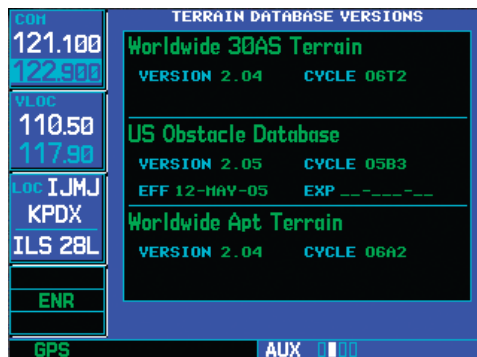 COM
121.100
122.900
VLOC
110.50
117.90
LOC IJMJ
KPDX
ILS 28L
ENR
GPS
TERRAIN DATABASE VERSIONS
Worldwide 30AS Terrain
VERSION 2.04 CYCLE 06T2
US Obstacle Database
VERSION 2.05 CYCLE 05B3
EFF 12-MAY-05 EXP __-___-__
Worldwide Apt Terrain
VERSION 2.04 CYCLE 06A2
AUX